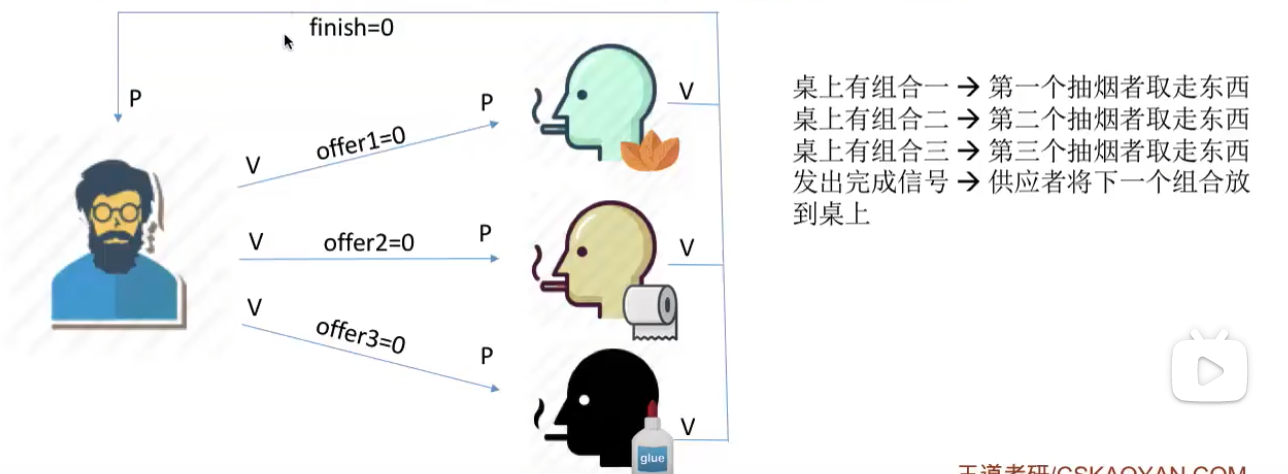 finish=0
P
V
offer1=0
P
V
V
offer2=0
P
V
V
offer3=0
P
V
glue
桌上有组合一→第一个抽烟者取走东西
桌上有组合二→第二个抽烟者取走东西
桌上有组合三→第三个抽烟者取走东西
发出完成信号→供应者将下一个组合放
到桌上
王道考研/CSKAOYAN.COM